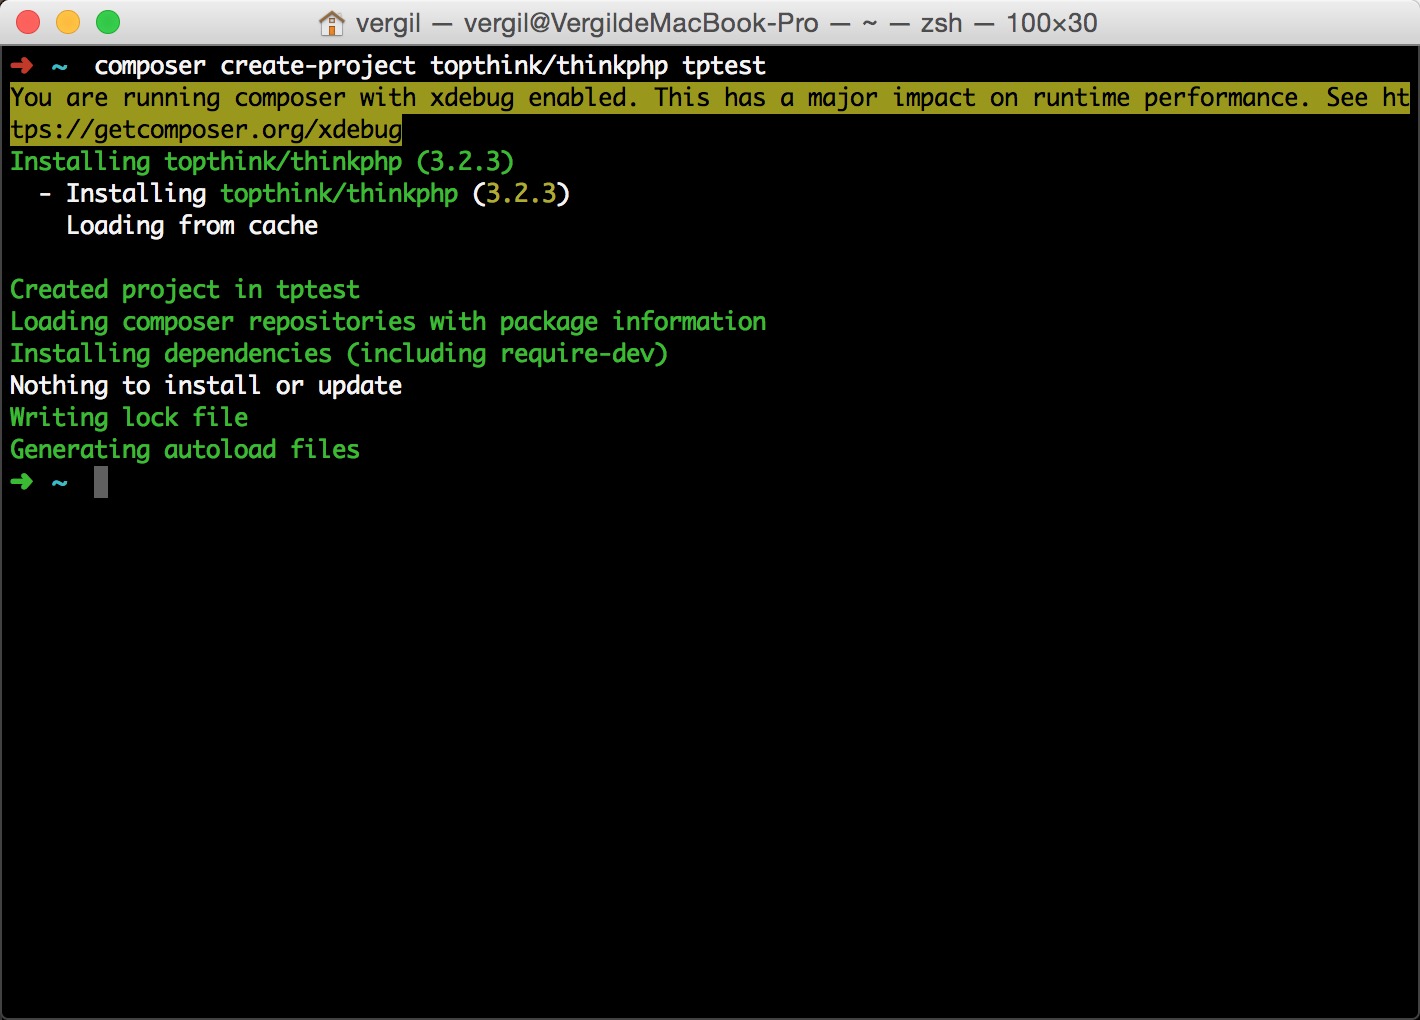 vergil — vergil@VergildeMacBook-Pro — ~ — zsh — 100×30
➜ ~ composer create-project topthink/thinkphp tptest
You are running composer with xdebug enabled. This has a major impact on runtime performance. See ht
tps://getcomposer.org/xdebug
Installing topthink/thinkphp (3.2.3)
  - Installing topthink/thinkphp (3.2.3)
    Loading from cache
Created project in tptest
Loading composer repositories with package information
Installing dependencies (including require-dev)
Nothing to install or update
Writing lock file
Generating autoload files
➜ ~